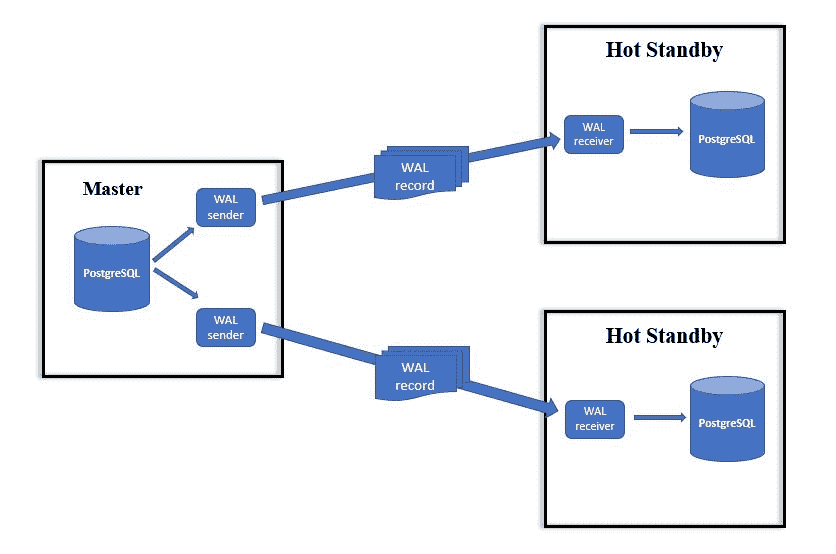 Master
PostgreSQL
WAL
sender
WAL
sender
WAL
record
WAL
record
Hot Standby
WAL
receiver
PostgreSQL
Hot Standby
WAL
receiver
PostgreSQL